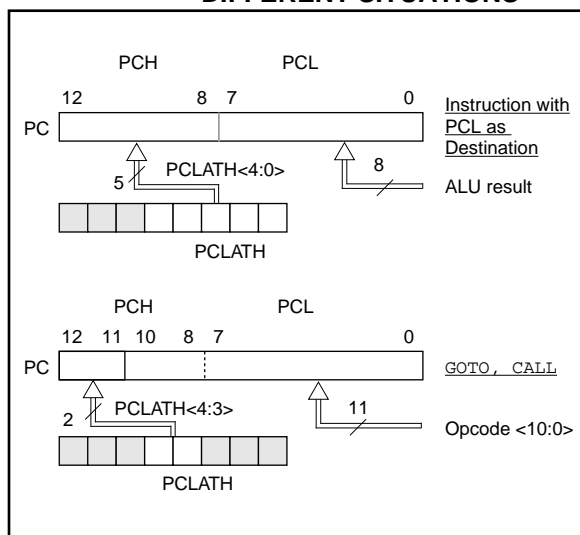 DIFFERENT SITUATIONS
PCH PCL
12 8 7 0
PC
Instruction with
PCL as
Destination
5 PCLATH<4:0>
8
ALU result
PCLATH
PCH PCL
12 11 10 8 7 0
PC
GOTO, CALL
2 PCLATH<4:3>
11
Opcode <10:0>
PCLATH